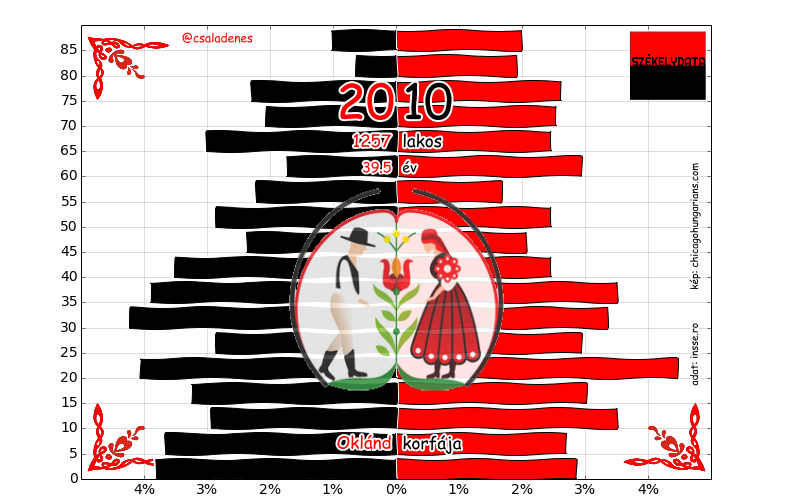 @csaladenes
SZÉKELYDATA
2010
1257 lakos
39.5 év
kép: chicagohungarians.com
adat: insse.ro
Oklánd korfája
85
80
75
70
65
60
55
50
45
40
35
30
25
20
15
10
5
0
4% 3% 2% 1% 0% 1% 2% 3% 4%